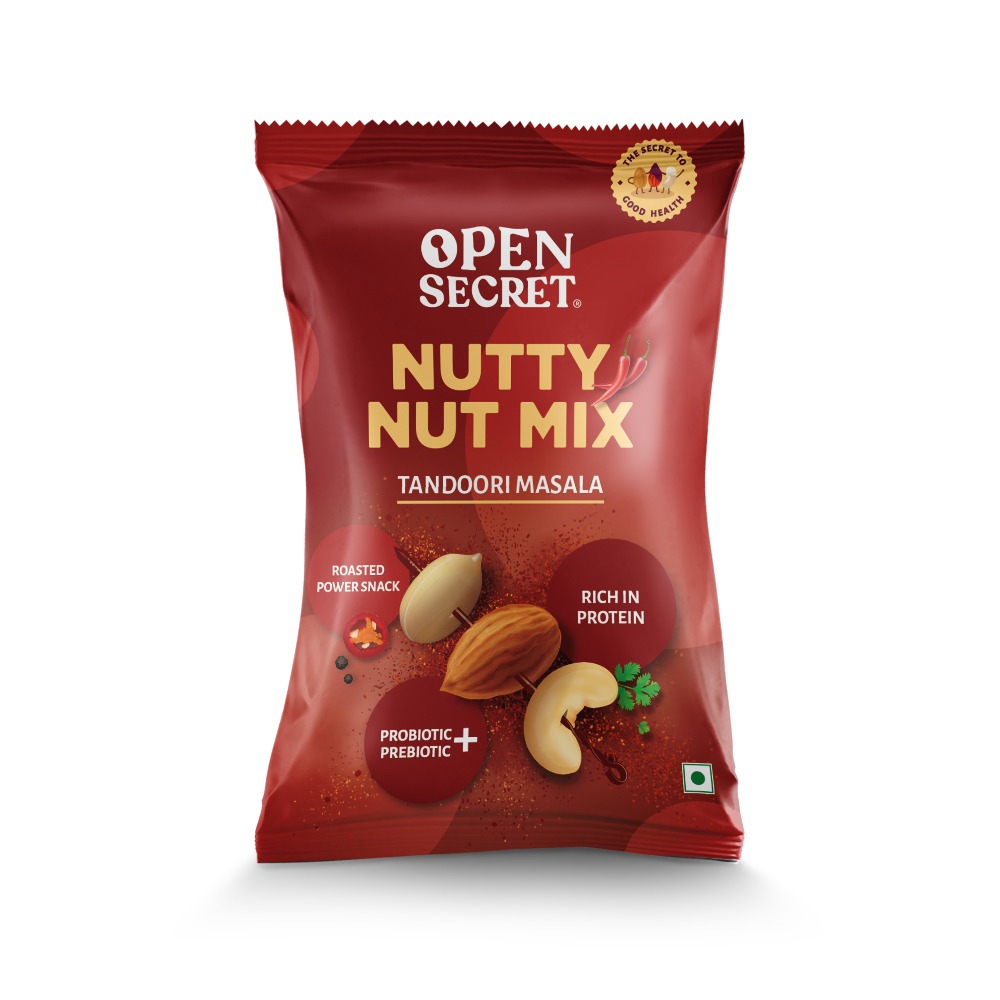 THE SECRET TO
GOOD HEALTH
OPEN
SECRET®
NUTTY
NUT MIX
TANDOORI MASALA
ROASTED
POWER SNACK
RICH IN
PROTEIN
PROBIOTIC +
PREBIOTIC